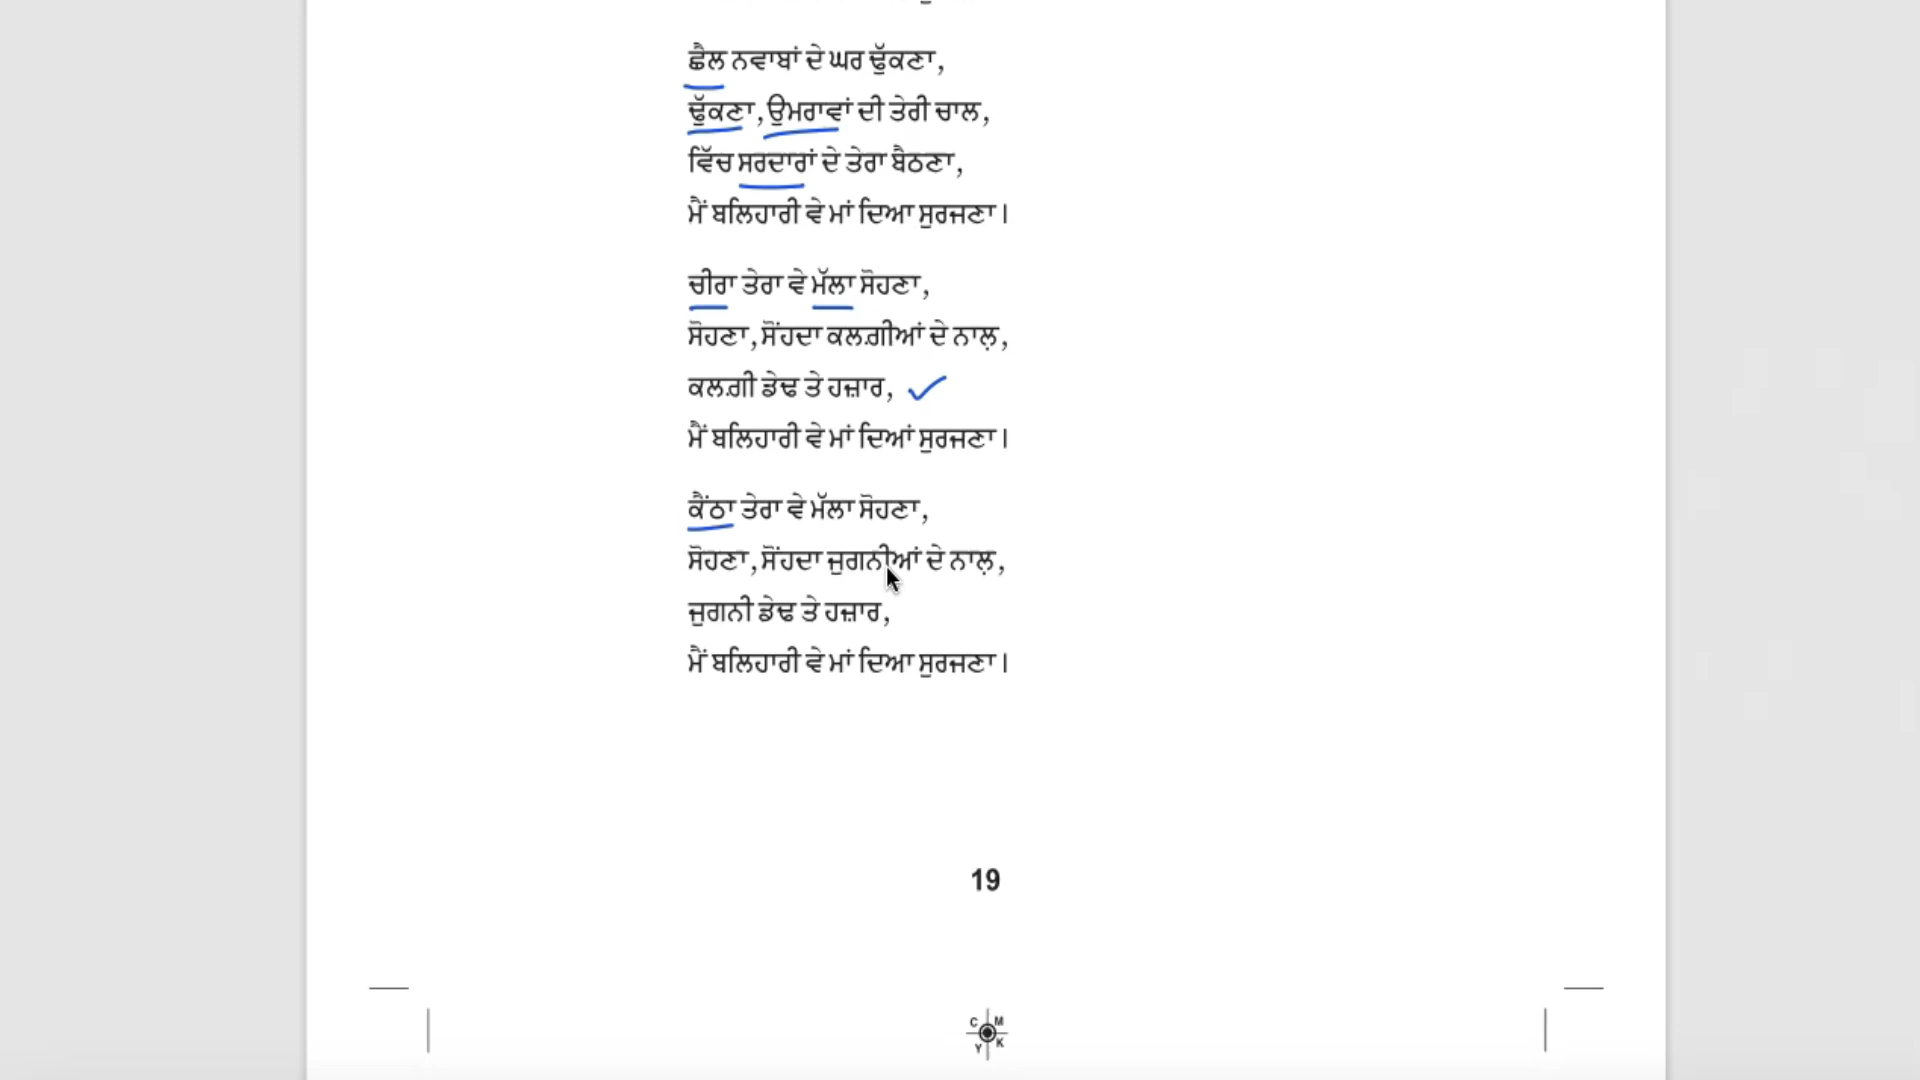 ਛੈਲ ਨਵਾਬਾਂ ਦੇ ਘਰ ਢੁੱਕਣਾ,
ਢੁੱਕਣਾ, ਉਮਰਾਵਾਂ ਦੀ ਤੇਰੀ ਚਾਲ,
ਵਿੱਚ ਸਰਦਾਰਾਂ ਦੇ ਤੇਰਾ ਬੈਠਣਾ,
ਮੈਂ ਬਲਿਹਾਰੀ ਵੇ ਮਾਂ ਦਿਆ ਸੁਰਜਣਾ।
ਚੀਰਾ ਤੇਰਾ ਵੇ ਮੱਲਾ ਸੋਹਣਾ,
ਸੋਹਣਾ, ਸੋਂਹਦਾ ਕਲਗ਼ੀਆਂ ਦੇ ਨਾਲ਼,
ਕਲਗ਼ੀ ਡੇਢ ਤੇ ਹਜ਼ਾਰ,
ਮੈਂ ਬਲਿਹਾਰੀ ਵੇ ਮਾਂ ਦਿਆਂ ਸੁਰਜਣਾ।
ਕੈਂਠਾ ਤੇਰਾ ਵੇ ਮੱਲਾ ਸੋਹਣਾ,
ਸੋਹਣਾ, ਸੋਂਹਦਾ ਜੁਗਨੀਆਂ ਦੇ ਨਾਲ਼,
ਜੁਗਨੀ ਡੇਢ ਤੇ ਹਜ਼ਾਰ,
ਮੈਂ ਬਲਿਹਾਰੀ ਵੇ ਮਾਂ ਦਿਆ ਸੁਰਜਣਾ।
19
C M
Y K